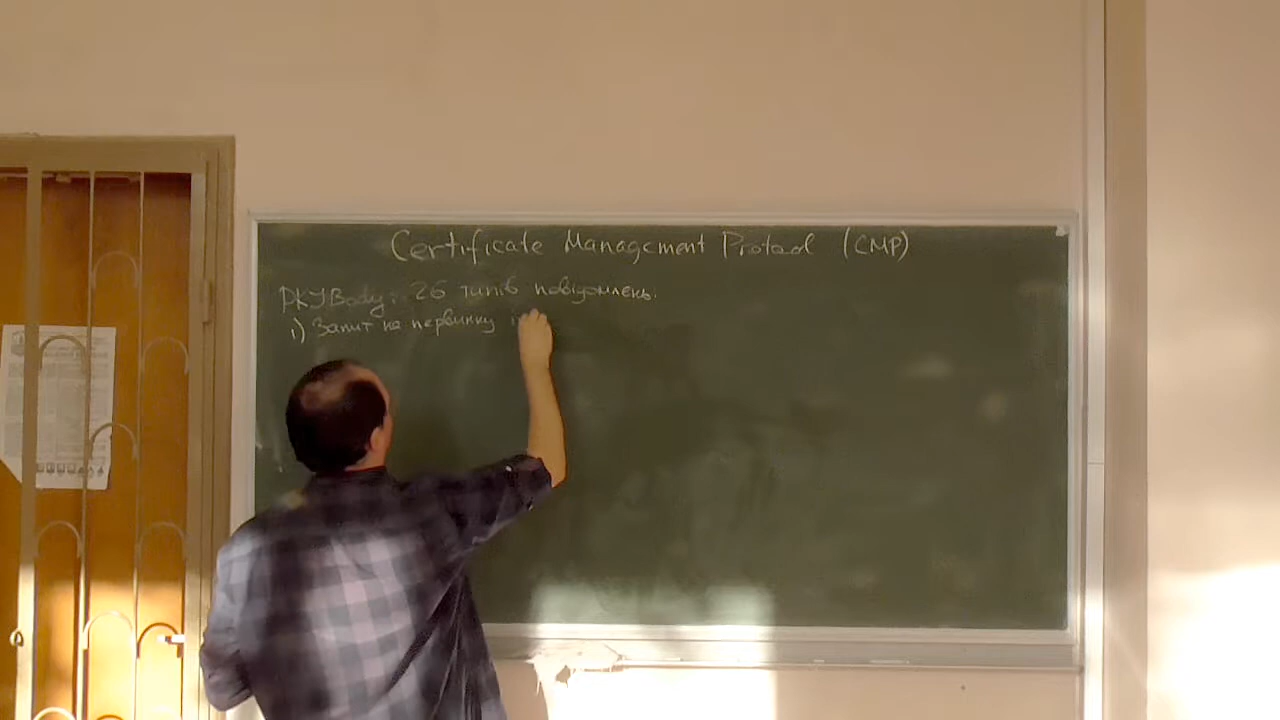 Certificate Management Protocol (CMP)
PKIBody: 26 типів повідомлень.
1) Запит на первинну і